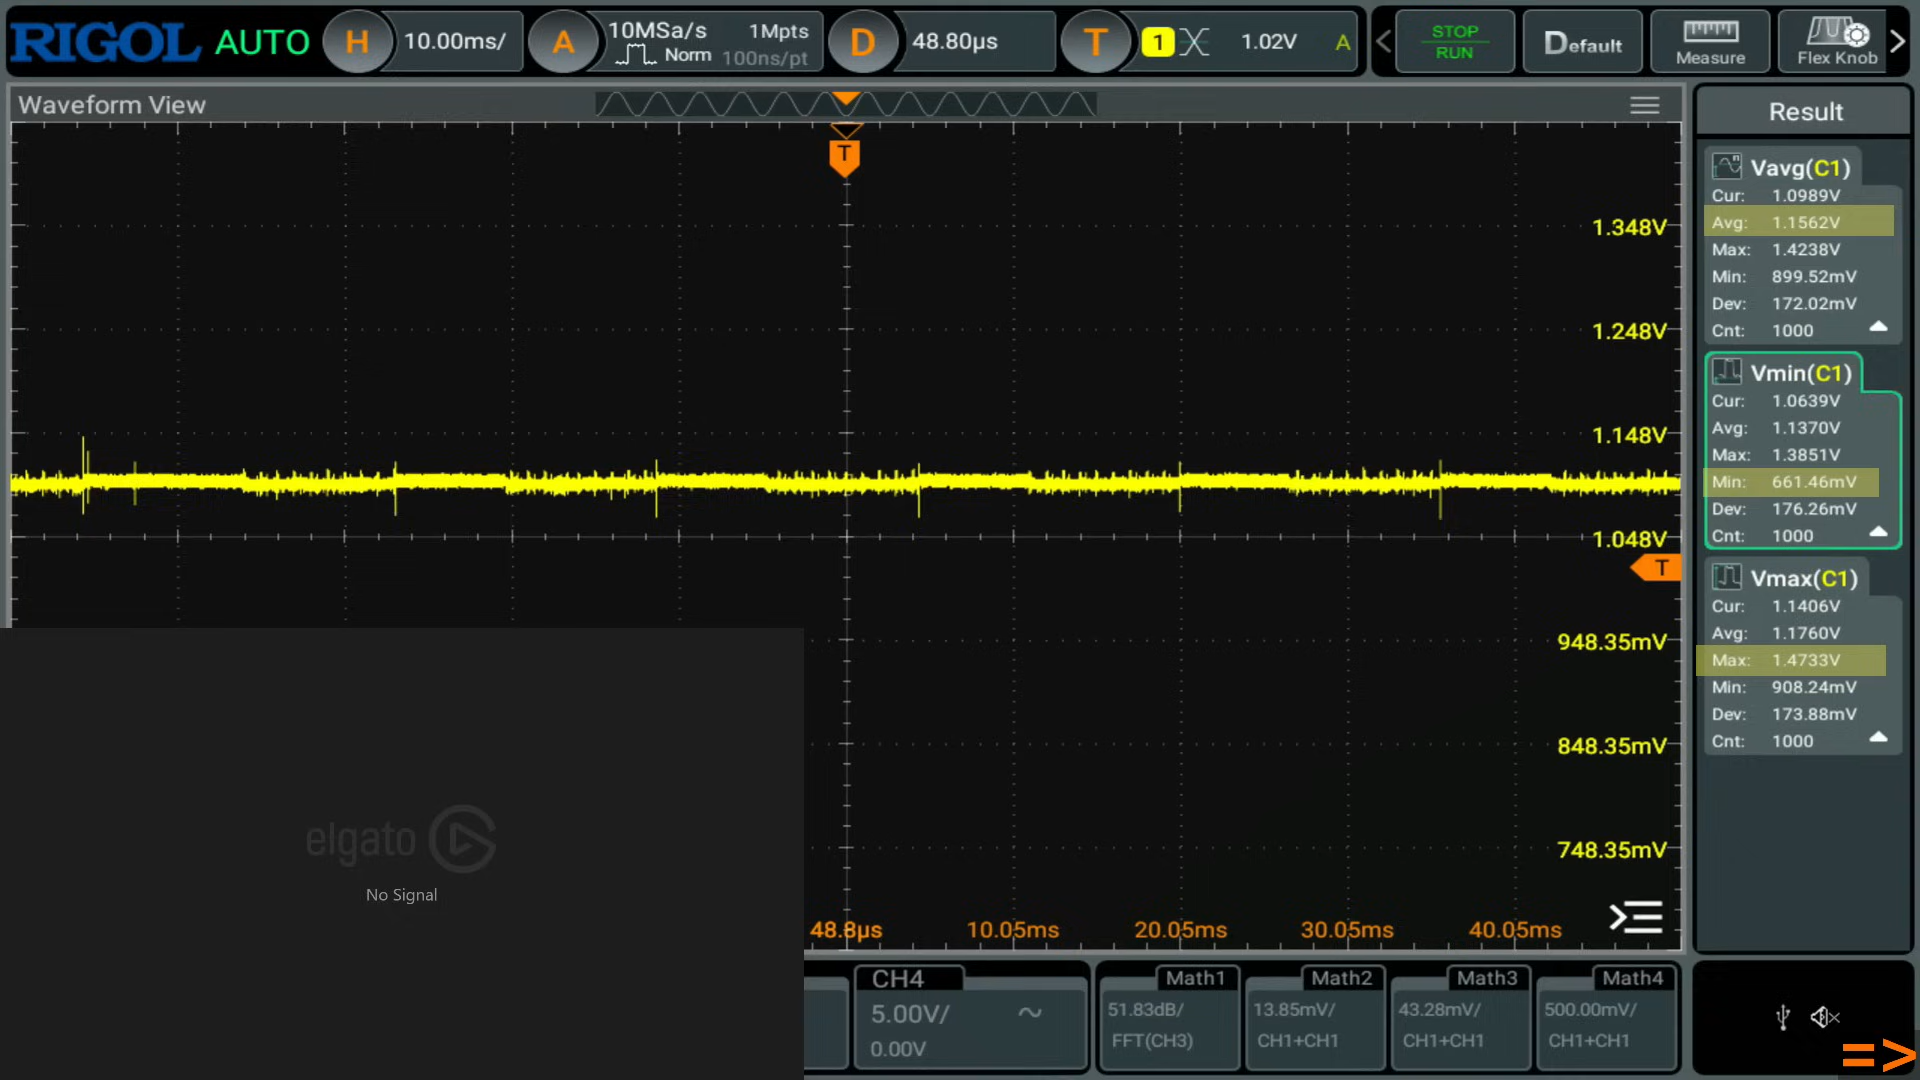 RIGOL AUTO
H 10.00ms/
A 10MSa/s 1Mpts
Norm 100ns/pt
D 48.80µs
T 1 1.02V A
STOP
RUN
Default
Measure
Flex Knob
Waveform View
T
1.348V
1.248V
1.148V
1.048V
T
948.35mV
848.35mV
748.35mV
48.8µs 10.05ms 20.05ms 30.05ms 40.05ms
Result
Vavg(C1)
Cur: 1.0989V
Avg: 1.1562V
Max: 1.4238V
Min: 899.52mV
Dev: 172.02mV
Cnt: 1000
Vmin(C1)
Cur: 1.0639V
Avg: 1.1370V
Max: 1.3851V
Min: 661.46mV
Dev: 176.26mV
Cnt: 1000
Vmax(C1)
Cur: 1.1406V
Avg: 1.1760V
Max: 1.4733V
Min: 908.24mV
Dev: 173.88mV
Cnt: 1000
elgato
No Signal
CH4
5.00V/
0.00V
Math1
51.83dB/
FFT(CH3)
Math2
13.85mV/
CH1+CH1
Math3
43.28mV/
CH1+CH1
Math4
500.00mV/
CH1+CH1
=>